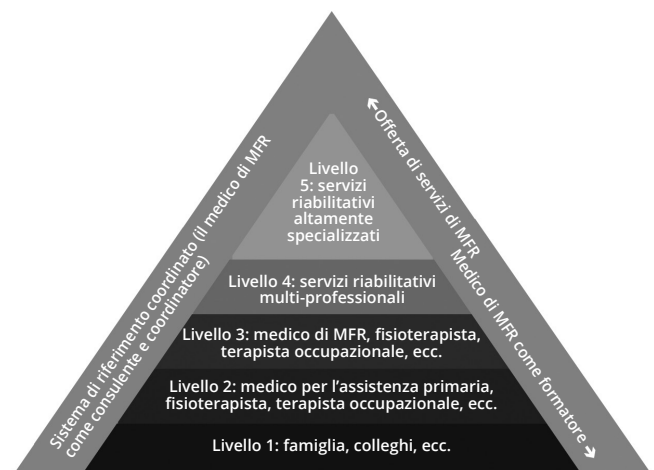 Livello
5: servizi
riabilitativi
altamente
specializzati
Livello 4: servizi riabilitativi
multi-professionali
Livello 3: medico di MFR, fisioterapista,
terapista occupazionale, ecc.
Livello 2: medico per l’assistenza primaria,
fisioterapista, terapista occupazionale, ecc.
Livello 1: famiglia, colleghi, ecc.
Sistema di riferimento coordinato (il medico di MFR
come consulente e coordinatore)
Offerta di servizi di MFR
Medico di MFR come formatore